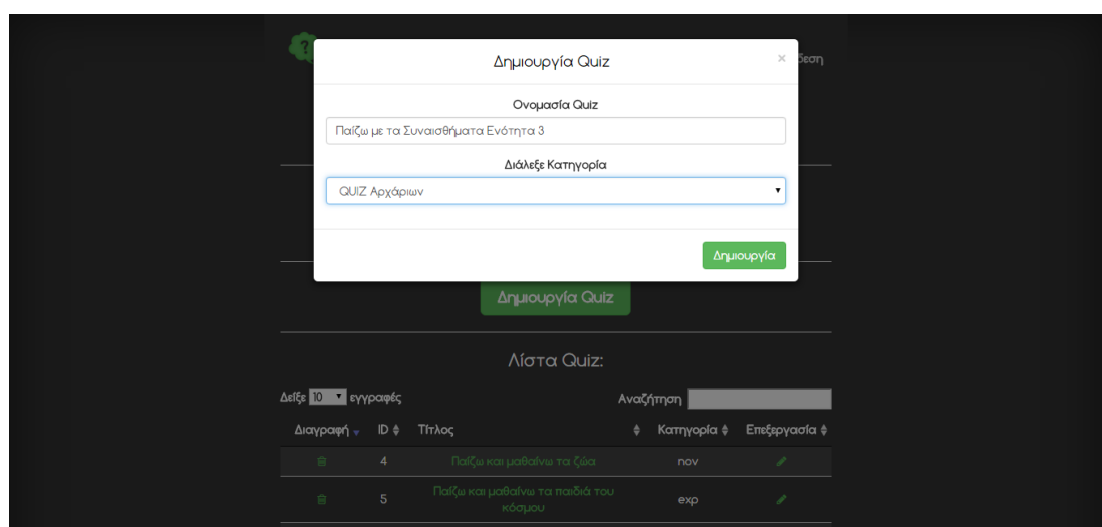 ?
Δημιουργία Quiz
×
δεση
Ονομασία Quiz
Παίζω με τα Συναισθήματα Ενότητα 3
Διάλεξε Κατηγορία
QUIZ Αρχάριων
Δημιουργία
Δημιουργία Quiz
Λίστα Quiz:
Δείξε 10 εγγραφές Αναζήτηση
Διαγραφή ID Τίτλος Κατηγορία Επεξεργασία
4 Παίζω και μαθαίνω τα ζώα nov
5 Παίζω και μαθαίνω τα παιδιά του κόσμου exp